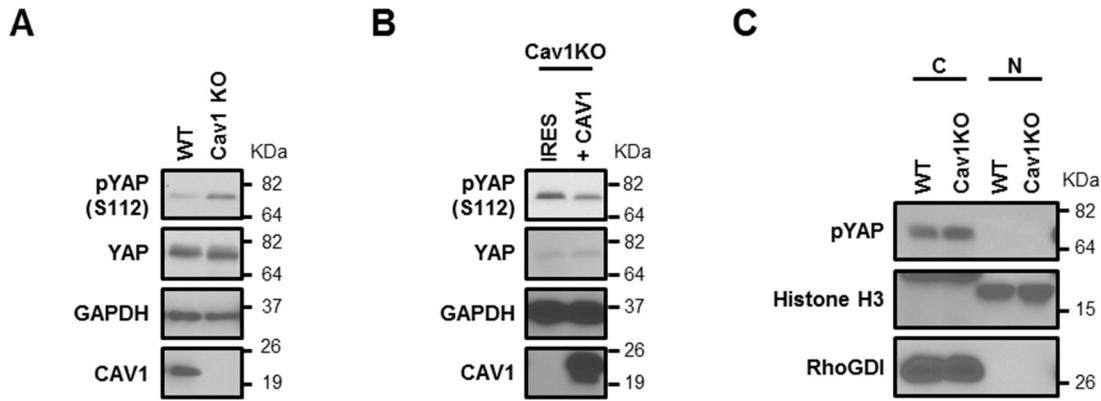 A
WT
Cav1 KO
KDa
pYAP
(S112)
82
64
YAP
82
64
GAPDH
37
CAV1
26
19
B
Cav1KO
IRES
+ CAV1
KDa
pYAP
(S112)
82
64
YAP
82
64
GAPDH
37
CAV1
26
19
C
C
N
WT
Cav1KO
WT
Cav1KO
KDa
pYAP
82
64
Histone H3
15
RhoGDI
26